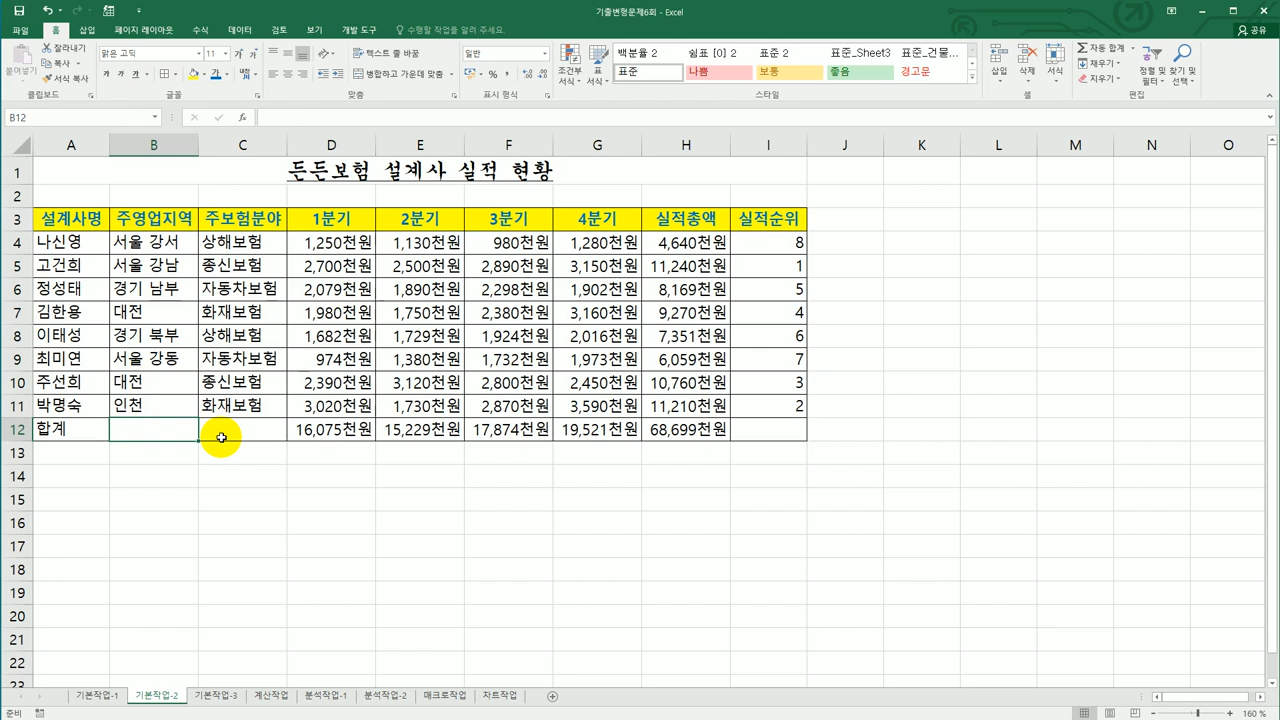 기출변형문제6회 - Excel
파일 홈 삽입 페이지 레이아웃 수식 데이터 검토 보기 개발 도구 수행할 작업을 알려 주세요. 공유
붙여넣기 잘라내기 복사 서식 복사 클립보드
맑은 고딕 11 가 가 가 글꼴
텍스트 줄 바꿈 병합하고 가운데 맞춤 맞춤
일반 표시 형식
조건부 서식 표 서식 백분율 2 쉼표 [0] 2 표준 2 표준_Sheet3 표준_건물...
표준 나쁨 보통 좋음 경고문 스타일
삽입 삭제 서식 셀
자동 합계 채우기 지우기 정렬 및 필터 찾기 및 선택 편집
B12 fx
A B C D E F G H I J K L M N O
1 든든보험 설계사 실적 현황
2
3 설계사명 주영업지역 주보험분야 1분기 2분기 3분기 4분기 실적총액 실적순위
4 나신영 서울 강서 상해보험 1,250천원 1,130천원 980천원 1,280천원 4,640천원 8
5 고건희 서울 강남 종신보험 2,700천원 2,500천원 2,890천원 3,150천원 11,240천원 1
6 정성태 경기 남부 자동차보험 2,079천원 1,890천원 2,298천원 1,902천원 8,169천원 5
7 김한용 대전 화재보험 1,980천원 1,750천원 2,380천원 3,160천원 9,270천원 4
8 이태성 경기 북부 상해보험 1,682천원 1,729천원 1,924천원 2,016천원 7,351천원 6
9 최미연 서울 강동 자동차보험 974천원 1,380천원 1,732천원 1,973천원 6,059천원 7
10 주선희 대전 종신보험 2,390천원 3,120천원 2,800천원 2,450천원 10,760천원 3
11 박명숙 인천 화재보험 3,020천원 1,730천원 2,870천원 3,590천원 11,210천원 2
12 합계 16,075천원 15,229천원 17,874천원 19,521천원 68,699천원
13
14
15
16
17
18
19
20
21
22
23
기본작업-1 기본작업-2 기본작업-3 계산작업 분석작업-1 분석작업-2 매크로작업 차트작업
준비 160 %